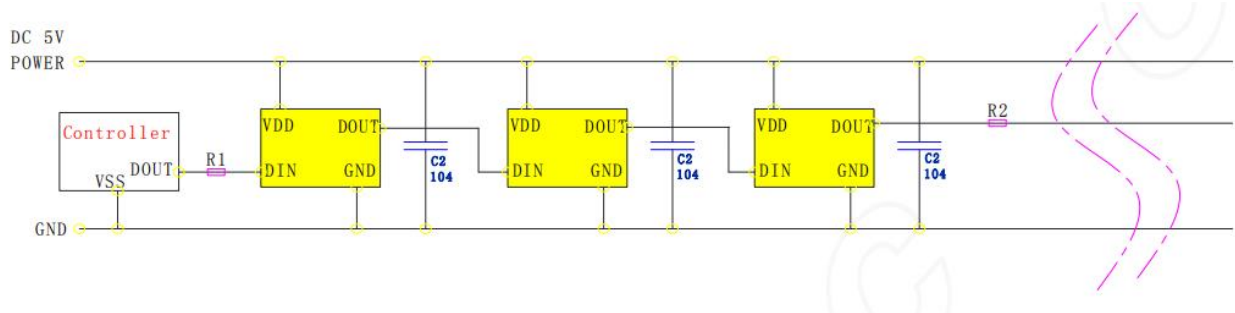 DC 5V
POWER
Controller
DOUT
VSS
R1
VDD
DOUT
DIN
GND
C2
104
VDD
DOUT
DIN
GND
C2
104
VDD
DOUT
DIN
GND
C2
104
R2
GND